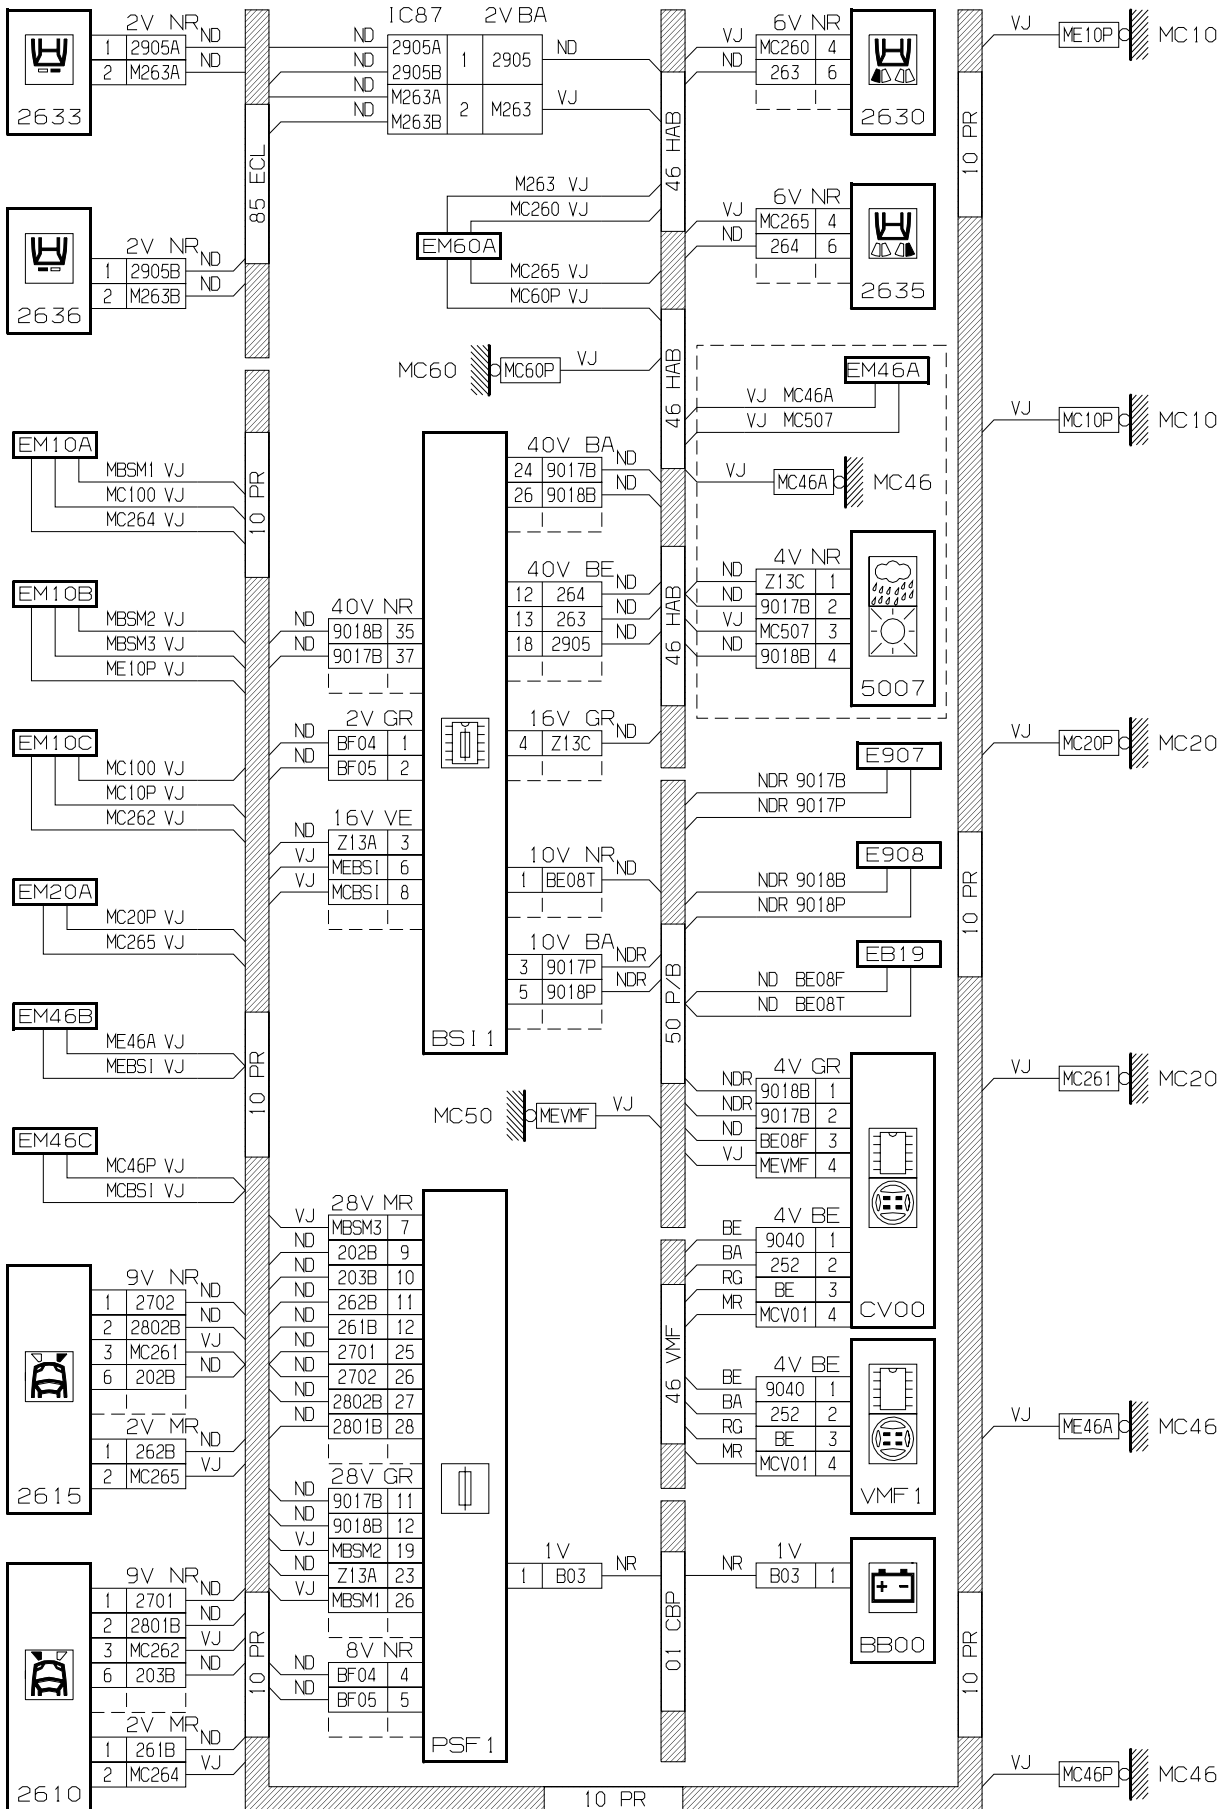 2V NR
ND
1 2905A
ND
2 M263A
2633
2V NR
ND
1 2905B
ND
2 M263B
2636
85 ECL
IC87 2V BA
ND 2905A
ND 2905B
1 2905 ND
ND M263A
ND M263B
2 M263 VJ
M263 VJ
MC260 VJ
EM60A
MC265 VJ
MC60P VJ
MC60 MC60P VJ
46 HAB
46 HAB
46 HAB
6V NR
VJ MC260 4
ND 263 6
2630
6V NR
VJ MC265 4
ND 264 6
2635
EM46A
VJ MC46A
VJ MC507
VJ MC46A MC46
4V NR
ND Z13C 1
ND 9017B 2
VJ MC507 3
ND 9018B 4
5007
10 PR
VJ ME10P MC10
VJ MC10P MC10
VJ MC20P MC20
10 PR
VJ MC261 MC20
VJ ME46A MC46
10 PR
VJ MC46P MC46
EM10A
MBSM1 VJ
MC100 VJ
MC264 VJ
10 PR
EM10B
MBSM2 VJ
MBSM3 VJ
ME10P VJ
EM10C
MC100 VJ
MC10P VJ
MC262 VJ
EM20A
MC20P VJ
MC265 VJ
EM46B
ME46A VJ
MEBSI VJ
10 PR
EM46C
MC46P VJ
MCBSI VJ
40V NR
ND 9018B 35
ND 9017B 37
2V GR
ND BF04 1
ND BF05 2
16V VE
ND Z13A 3
VJ MEBSI 6
VJ MCBSI 8
40V BA
24 9017B ND
26 9018B ND
40V BE
12 264 ND
13 263 ND
18 2905 ND
16V GR
4 Z13C ND
10V NR
1 BE08T ND
10V BA
3 9017P NDR
5 9018P NDR
BSI1
E907
NDR 9017B
NDR 9017P
E908
NDR 9018B
NDR 9018P
EB19
ND BE08F
ND BE08T
50 P/B
MC50 MEVMF VJ
4V GR
NDR 9018B 1
NDR 9017B 2
ND BE08F 3
VJ MEVMF 4
4V BE
BE 9040 1
BA 252 2
RG BE 3
MR MCV01 4
CV00
46 VMF
4V BE
BE 9040 1
BA 252 2
RG BE 3
MR MCV01 4
VMF1
9V NR
1 2702 ND
2 2802B ND
3 MC261 VJ
6 202B ND
2V MR
1 262B ND
2 MC265 VJ
2615
9V NR
1 2701 ND
2 2801B ND
3 MC262 VJ
6 203B ND
2V MR
1 261B ND
2 MC264 VJ
2610
10 PR
28V MR
VJ MBSM3 7
ND 202B 9
ND 203B 10
ND 262B 11
ND 261B 12
ND 2701 25
ND 2702 26
ND 2802B 27
ND 2801B 28
28V GR
ND 9017B 11
ND 9018B 12
VJ MBSM2 19
ND Z13A 23
VJ MBSM1 26
8V NR
ND BF04 4
ND BF05 5
1V
1 B03 NR
PSF1
01 CBP
1V
NR B03 1
BB00
10 PR